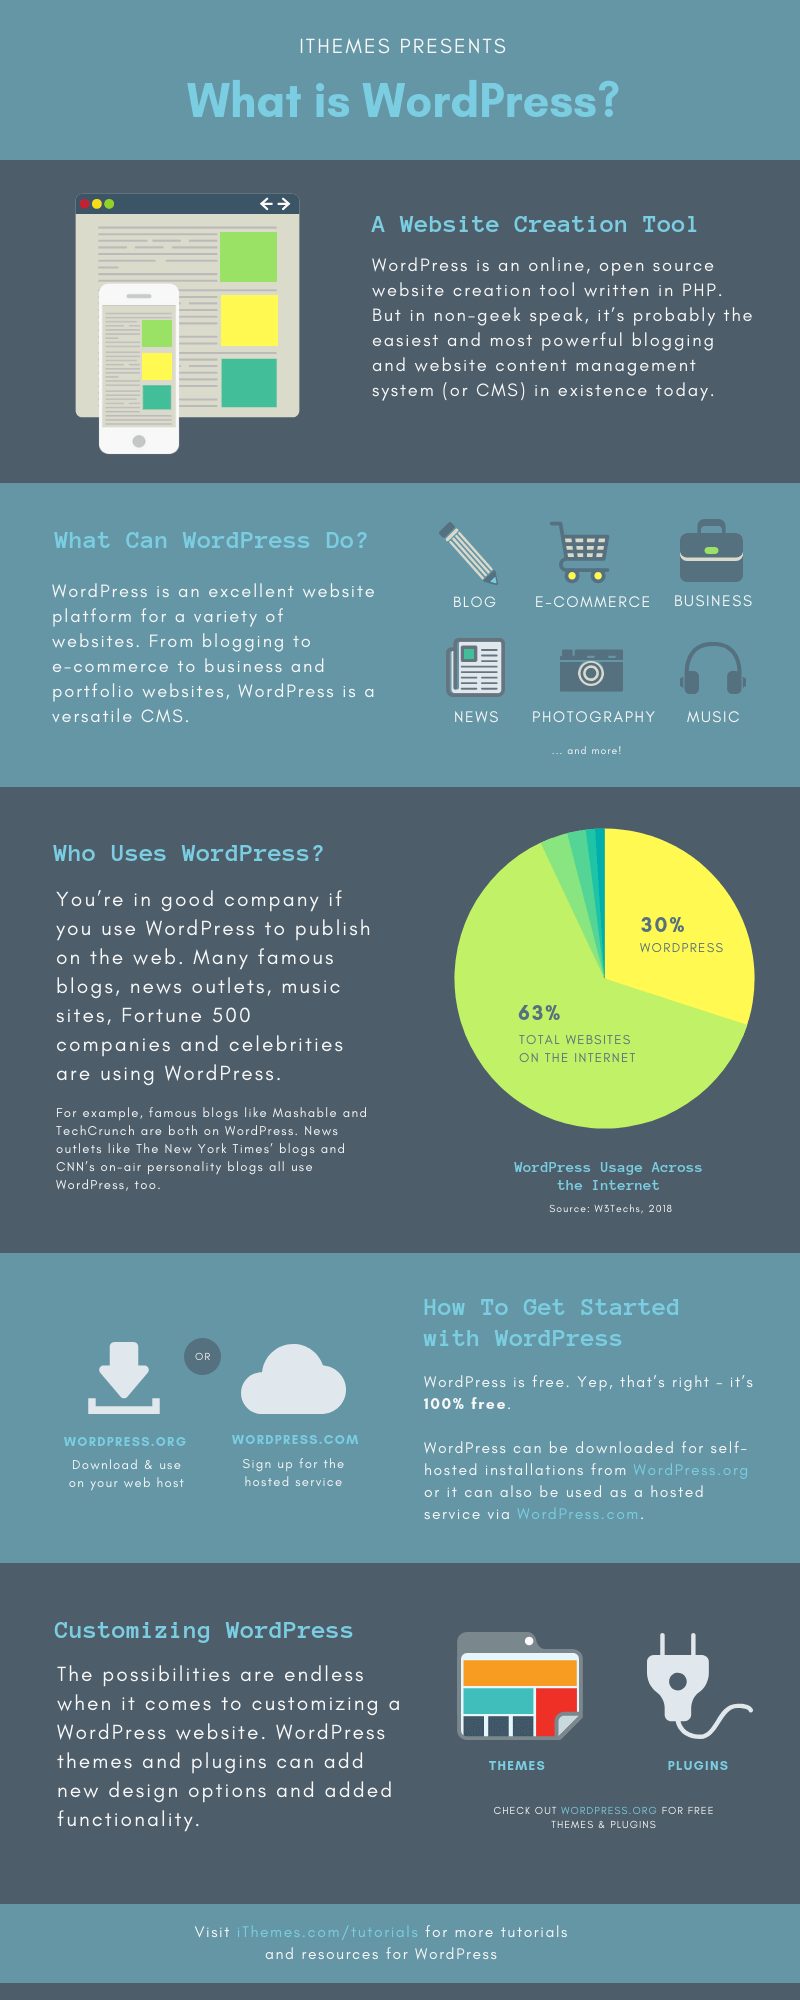 ITHEMES PRESENTS
What is WordPress?
A Website Creation Tool
WordPress is an online, open source
website creation tool written in PHP.
But in non-geek speak, it's probably the
easiest and most powerful blogging
and website content management
system (or CMS) in existence today.
What Can WordPress Do?
WordPress is an excellent website
platform for a variety of
websites. From blogging to
e-commerce to business and
portfolio websites, WordPress is a
versatile CMS.
BLOG
E-COMMERCE
BUSINESS
NEWS
PHOTOGRAPHY
MUSIC
... and more!
Who Uses WordPress?
You're in good company if
you use WordPress to publish
on the web. Many famous
blogs, news outlets, music
sites, Fortune 500
companies and celebrities
are using WordPress.
For example, famous blogs like Mashable and
TechCrunch are both on WordPress. News
outlets like The New York Times' blogs and
CNN's on-air personality blogs all use
WordPress, too.
30%
WORDPRESS
63%
TOTAL WEBSITES
ON THE INTERNET
WordPress Usage Across
the Internet
Source: W3Techs, 2018
OR
WORDPRESS.ORG
Download & use
on your web host
WORDPRESS.COM
Sign up for the
hosted service
How To Get Started
with WordPress
WordPress is free. Yep, that's right - it's
100% free.
WordPress can be downloaded for self-
hosted installations from WordPress.org
or it can also be used as a hosted
service via WordPress.com.
Customizing WordPress
The possibilities are endless
when it comes to customizing a
WordPress website. WordPress
themes and plugins can add
new design options and added
functionality.
THEMES
PLUGINS
CHECK OUT WORDPRESS.ORG FOR FREE
THEMES & PLUGINS
Visit iThemes.com/tutorials for more tutorials
and resources for WordPress